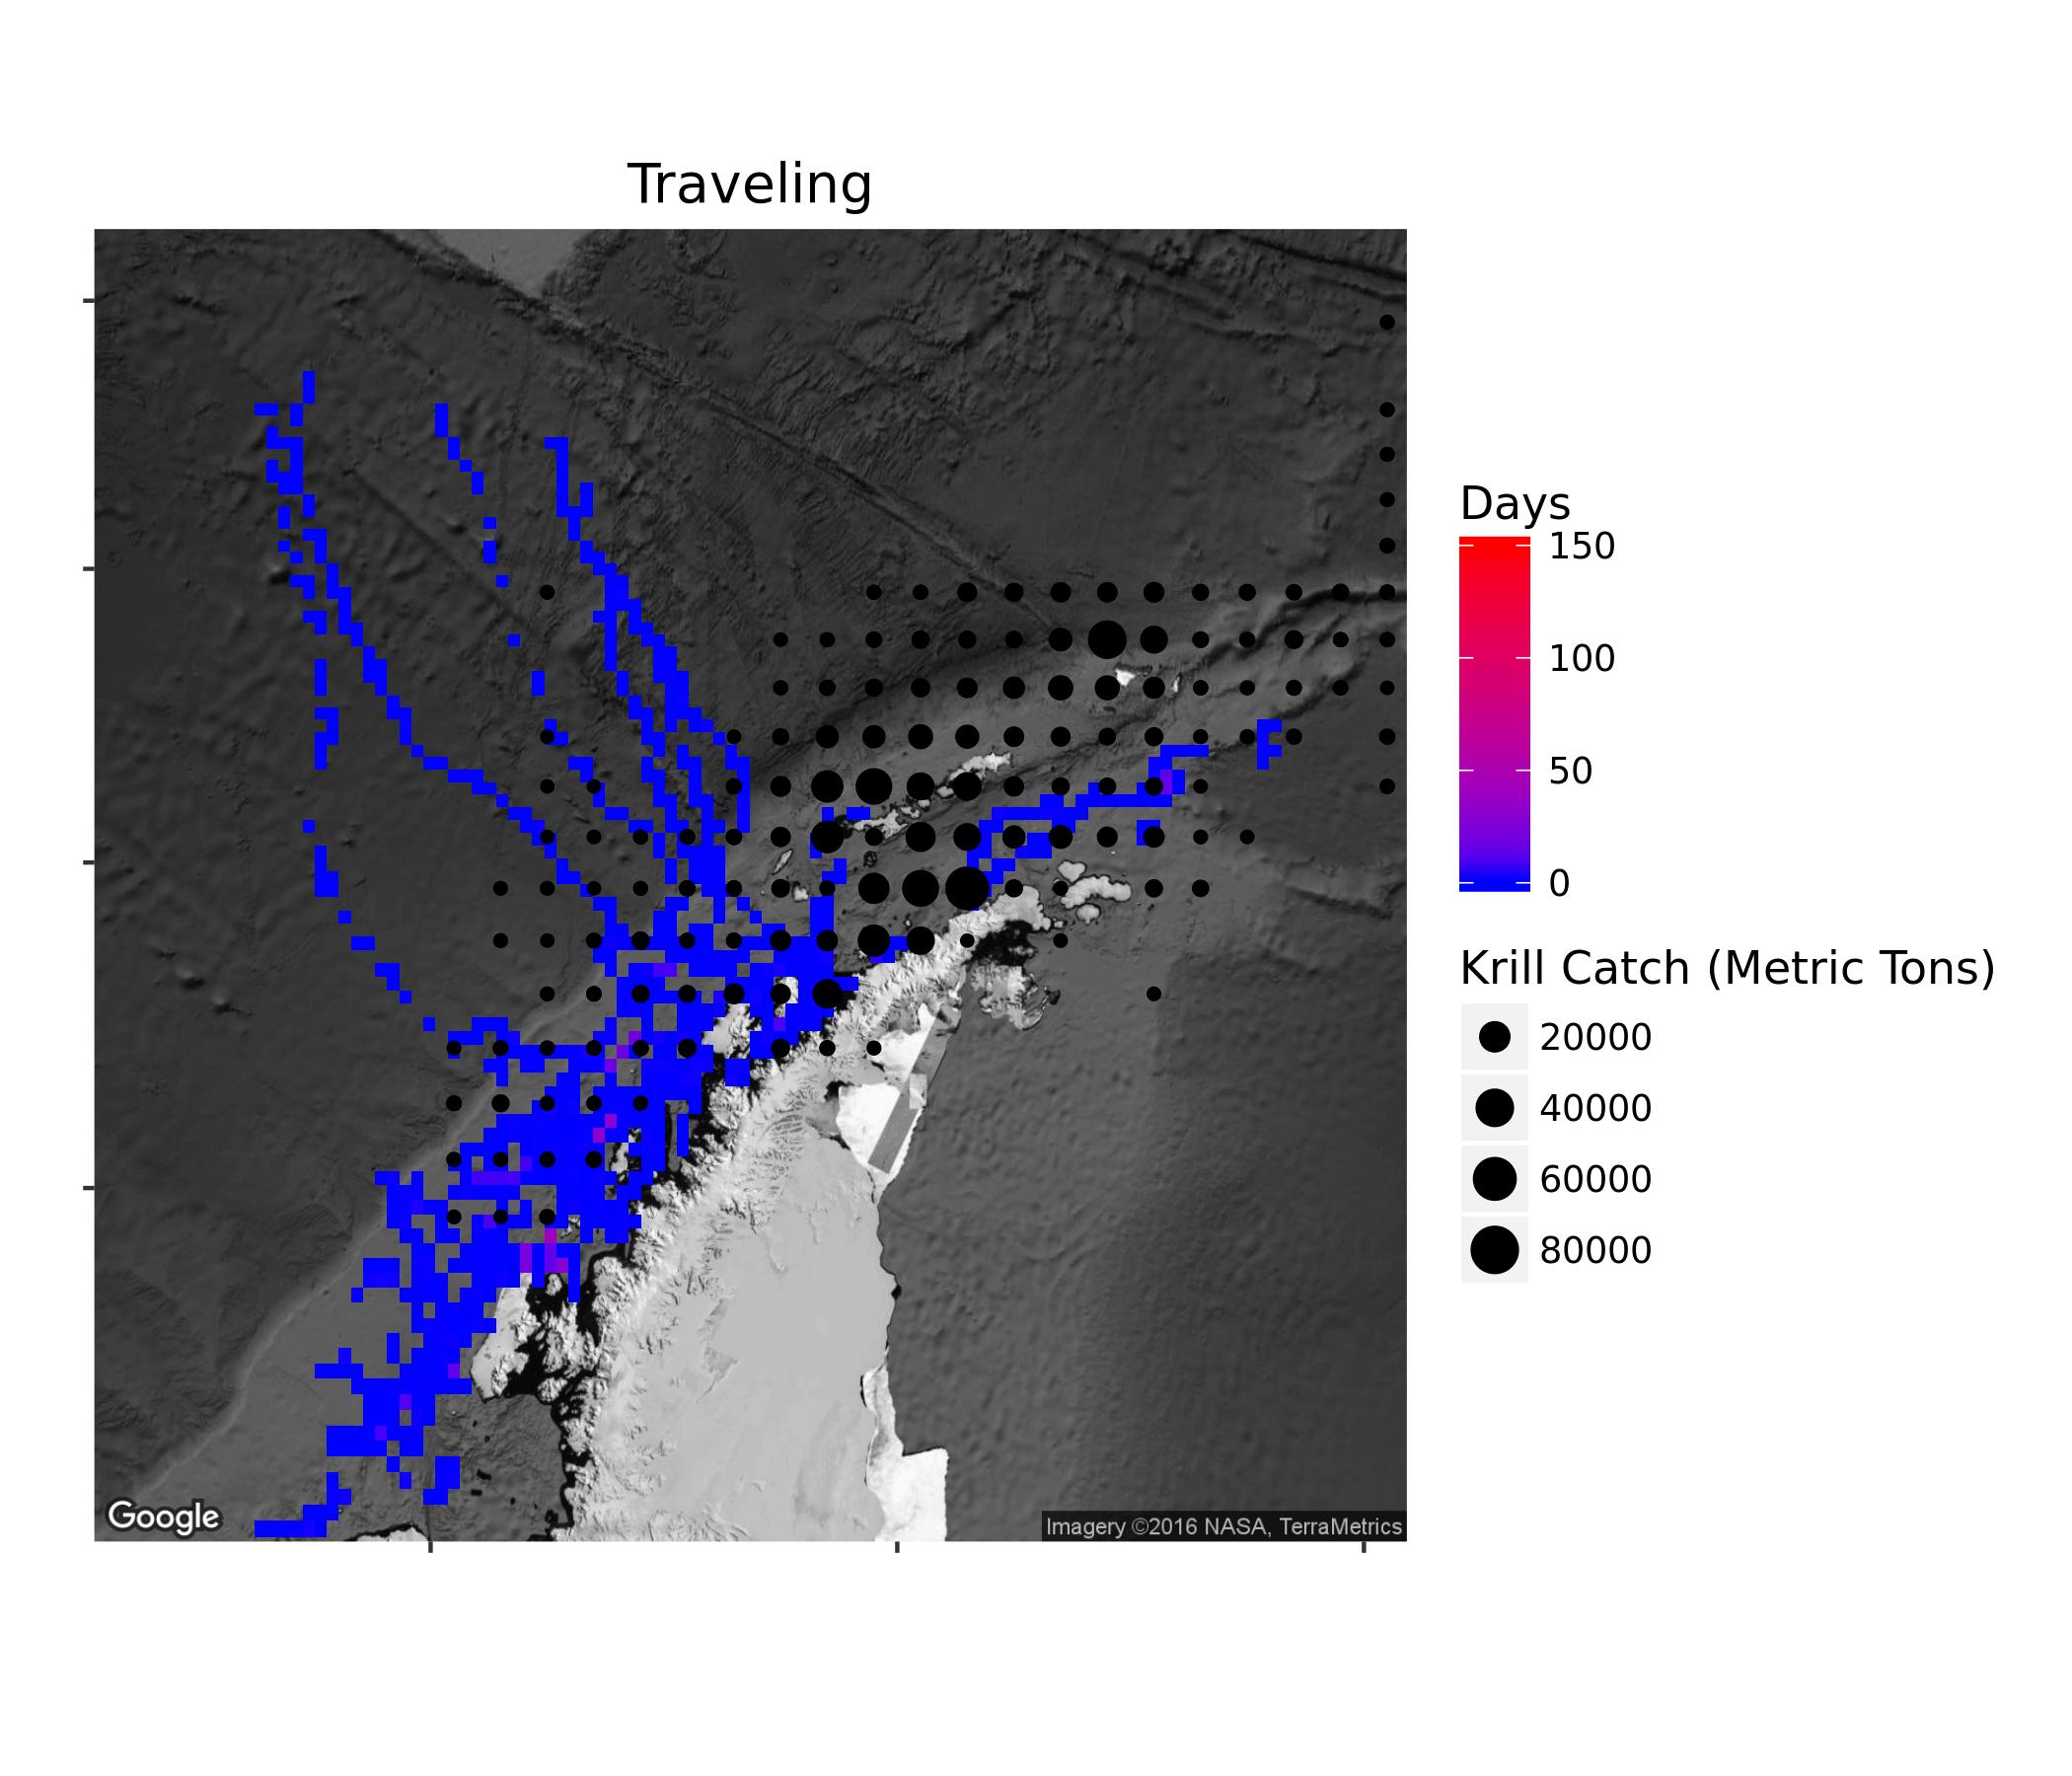 Traveling
Days
150
100
50
0
Krill Catch (Metric Tons)
20000
40000
60000
80000
Google
Imagery ©2016 NASA, TerraMetrics